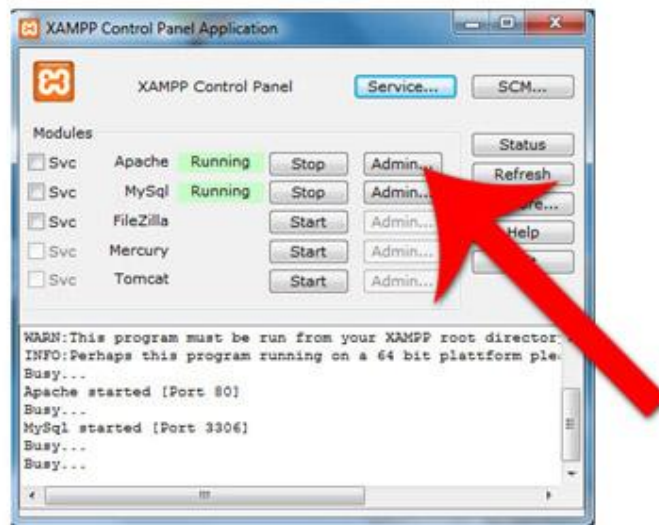 XAMPP Control Panel Application
XAMPP Control Panel Service... SCM...
Modules
Status
Svc Apache Running Stop Admin...
Refresh
Svc MySql Running Stop Admin...
Svc FileZilla Start Admin...
Help
Svc Mercury Start Admin...
Svc Tomcat Start Admin...
WARN:This program must be run from your XAMPP root
INFO:Perhaps this program running on a 64 bit plattform
Busy...
Apache started [Port 80]
Busy...
MySql started [Port 3306]
Busy...
Busy...